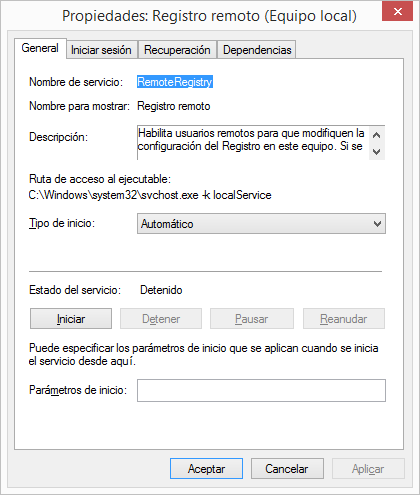 Propiedades: Registro remoto (Equipo local)
General Iniciar sesión Recuperación Dependencias
Nombre de servicio: RemoteRegistry
Nombre para mostrar: Registro remoto
Descripción: Habilita usuarios remotos para que modifiquen la
configuración del Registro en este equipo. Si se
Ruta de acceso al ejecutable:
C:\Windows\system32\svchost.exe -k localService
Tipo de inicio: Automático
Estado del servicio: Detenido
Iniciar Detener Pausar Reanudar
Puede especificar los parámetros de inicio que se aplican cuando se inicia
el servicio desde aquí.
Parámetros de inicio:
Aceptar Cancelar Aplicar